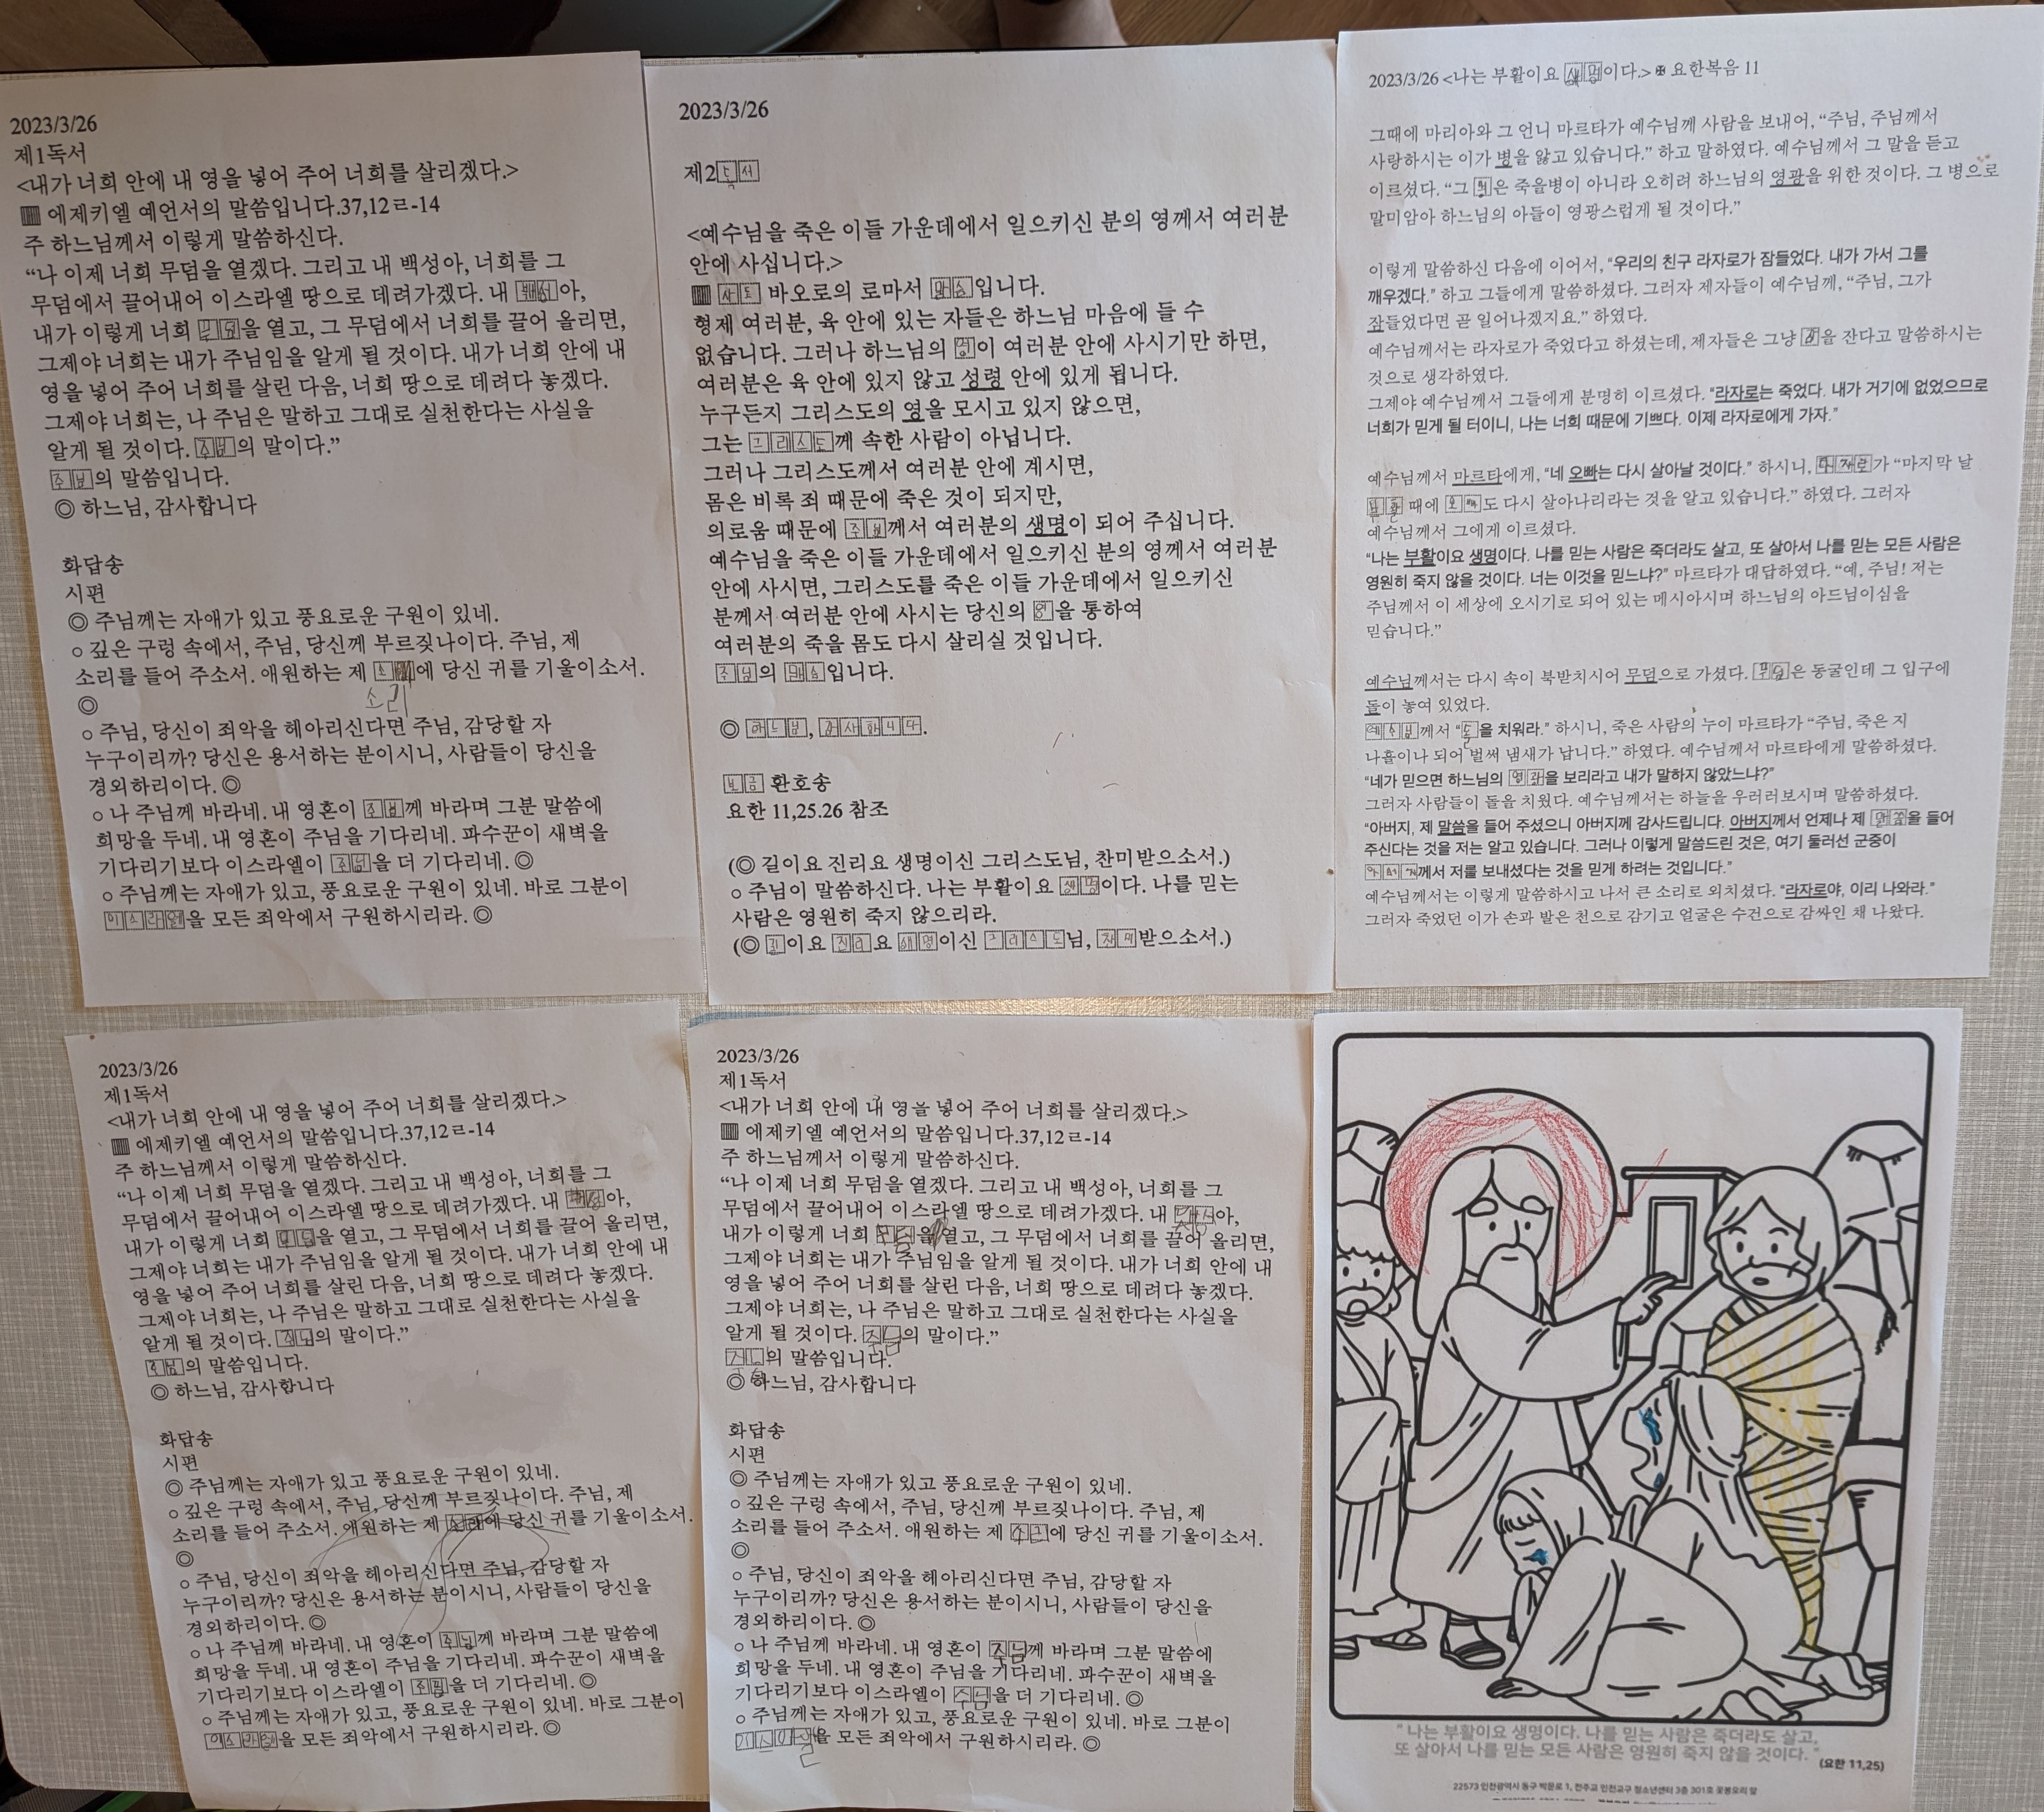 2023/3/26
제1독서
<내가 너희 안에 내 영을 넣어 주어 너희를 살리겠다.>
▥ 에제키엘 예언서의 말씀입니다.37,12ㄹ-14
주 하느님께서 이렇게 말씀하신다.
“나 이제 너희 무덤을 열겠다. 그리고 내 백성아, 너희를 그
무덤에서 끌어내어 이스라엘 땅으로 데려가겠다. 내 백성아,
내가 이렇게 너희 무덤을 열고, 그 무덤에서 너희를 끌어 올리면,
그제야 너희는 내가 주님임을 알게 될 것이다. 내가 너희 안에 내
영을 넣어 주어 너희를 살린 다음, 너희 땅으로 데려다 놓겠다.
그제야 너희는, 나 주님은 말하고 그대로 실천한다는 사실을
알게 될 것이다. 주님의 말이다.”
주님의 말씀입니다.
◎ 하느님, 감사합니다
화답송
시편
◎ 주님께는 자애가 있고 풍요로운 구원이 있네.
○ 깊은 구렁 속에서, 주님, 당신께 부르짖나이다. 주님, 제
소리를 들어 주소서. 애원하는 제 소리에 당신 귀를 기울이소서.
소리
◎
○ 주님, 당신이 죄악을 헤아리신다면 주님, 감당할 자
누구이리까? 당신은 용서하는 분이시니, 사람들이 당신을
경외하리이다. ◎
○ 나 주님께 바라네. 내 영혼이 주님께 바라며 그분 말씀에
희망을 두네. 내 영혼이 주님을 기다리네. 파수꾼이 새벽을
기다리기보다 이스라엘이 주님을 더 기다리네. ◎
○ 주님께는 자애가 있고, 풍요로운 구원이 있네. 바로 그분이
이스라엘을 모든 죄악에서 구원하시리라. ◎
2023/3/26
제2독서
<예수님을 죽은 이들 가운데에서 일으키신 분의 영께서 여러분
안에 사십니다.>
▥ 사도 바오로의 로마서 말씀입니다.
형제 여러분, 육 안에 있는 자들은 하느님 마음에 들 수
없습니다. 그러나 하느님의 영이 여러분 안에 사시기만 하면,
여러분은 육 안에 있지 않고 성령 안에 있게 됩니다.
누구든지 그리스도의 영을 모시고 있지 않으면,
그는 그리스도께 속한 사람이 아닙니다.
그러나 그리스도께서 여러분 안에 계시면,
몸은 비록 죄 때문에 죽은 것이 되지만,
의로움 때문에 주님께서 여러분의 생명이 되어 주십니다.
예수님을 죽은 이들 가운데에서 일으키신 분의 영께서 여러분
안에 사시면, 그리스도를 죽은 이들 가운데에서 일으키신
분께서 여러분 안에 사시는 당신의 영을 통하여
여러분의 죽을 몸도 다시 살리실 것입니다.
주님의 말씀입니다.
◎ 하느님, 감사합니다.
복음 환호송
요한 11,25.26 참조
(◎ 길이요 진리요 생명이신 그리스도님, 찬미받으소서.)
○ 주님이 말씀하신다. 나는 부활이요 생명이다. 나를 믿는
사람은 영원히 죽지 않으리라.
(◎ 길이요 진리요 생명이신 그리스도님, 찬미받으소서.)
2023/3/26 <나는 부활이요 생명이다.> ✠ 요한복음 11
그때에 마리아와 그 언니 마르타가 예수님께 사람을 보내어, “주님, 주님께서
사랑하시는 이가 병을 앓고 있습니다.” 하고 말하였다. 예수님께서 그 말을 듣고
이르셨다. “그 병은 죽을병이 아니라 오히려 하느님의 영광을 위한 것이다. 그 병으로
말미암아 하느님의 아들이 영광스럽게 될 것이다.”
이렇게 말씀하신 다음에 이어서, “우리의 친구 라자로가 잠들었다. 내가 가서 그를
깨우겠다.” 하고 그들에게 말씀하셨다. 그러자 제자들이 예수님께, “주님, 그가
잠들었다면 곧 일어나겠지요.” 하였다.
예수님께서는 라자로가 죽었다고 하셨는데, 제자들은 그냥 잠을 잔다고 말씀하시는
것으로 생각하였다.
그제야 예수님께서 그들에게 분명히 이르셨다. “라자로는 죽었다. 내가 거기에 없었으므로
너희가 믿게 될 터이니, 나는 너희 때문에 기쁘다. 이제 라자로에게 가자.”
예수님께서 마르타에게, “네 오빠는 다시 살아날 것이다.” 하시니, 가 “마지막 날
부활 때에 오빠도 다시 살아나리라는 것을 알고 있습니다.” 하였다. 그러자
예수님께서 그에게 이르셨다.
“나는 부활이요 생명이다. 나를 믿는 사람은 죽더라도 살고, 또 살아서 나를 믿는 모든 사람은
영원히 죽지 않을 것이다. 너는 이것을 믿느냐?” 마르타가 대답하였다. “예, 주님! 저는
주님께서 이 세상에 오시기로 되어 있는 메시아시며 하느님의 아드님이심을
믿습니다.”
예수님께서는 다시 속이 북받치시어 무덤으로 가셨다. 무덤은 동굴인데 그 입구에
돌이 놓여 있었다.
예수님께서 “돌을 치워라.” 하시니, 죽은 사람의 누이 마르타가 “주님, 죽은 지
나흘이나 되어 벌써 냄새가 납니다.” 하였다. 예수님께서 마르타에게 말씀하셨다.
“네가 믿으면 하느님의 영광을 보리라고 내가 말하지 않았느냐?”
그러자 사람들이 돌을 치웠다. 예수님께서는 하늘을 우러러보시며 말씀하셨다.
“아버지, 제 말씀을 들어 주셨으니 아버지께 감사드립니다. 아버지께서 언제나 제 말씀을 들어
주신다는 것을 저는 알고 있습니다. 그러나 이렇게 말씀드린 것은, 여기 둘러선 군중이
아버지께서 저를 보내셨다는 것을 믿게 하려는 것입니다.”
예수님께서는 이렇게 말씀하시고 나서 큰 소리로 외치셨다. “라자로야, 이리 나와라.”
그러자 죽었던 이가 손과 발은 천으로 감기고 얼굴은 수건으로 감싸인 채 나왔다.
2023/3/26
제1독서
<내가 너희 안에 내 영을 넣어 주어 너희를 살리겠다.>
▥ 에제키엘 예언서의 말씀입니다.37,12ㄹ-14
주 하느님께서 이렇게 말씀하신다.
“나 이제 너희 무덤을 열겠다. 그리고 내 백성아, 너희를 그
무덤에서 끌어내어 이스라엘 땅으로 데려가겠다. 내 백성아,
내가 이렇게 너희 무덤을 열고, 그 무덤에서 너희를 끌어 올리면,
그제야 너희는 내가 주님임을 알게 될 것이다. 내가 너희 안에 내
영을 넣어 주어 너희를 살린 다음, 너희 땅으로 데려다 놓겠다.
그제야 너희는, 나 주님은 말하고 그대로 실천한다는 사실을
알게 될 것이다. 주님의 말이다.”
주님의 말씀입니다.
◎ 하느님, 감사합니다
화답송
시편
◎ 주님께는 자애가 있고 풍요로운 구원이 있네.
○ 깊은 구렁 속에서, 주님, 당신께 부르짖나이다. 주님, 제
소리를 들어 주소서. 애원하는 제 소리에 당신 귀를 기울이소서.
◎
○ 주님, 당신이 죄악을 헤아리신다면 주님, 감당할 자
누구이리까? 당신은 용서하는 분이시니, 사람들이 당신을
경외하리이다. ◎
○ 나 주님께 바라네. 내 영혼이 주님께 바라며 그분 말씀에
희망을 두네. 내 영혼이 주님을 기다리네. 파수꾼이 새벽을
기다리기보다 이스라엘이 주님을 더 기다리네. ◎
○ 주님께는 자애가 있고, 풍요로운 구원이 있네. 바로 그분이
이스라엘을 모든 죄악에서 구원하시리라. ◎
2023/3/26
제1독서
<내가 너희 안에 내 영을 넣어 주어 너희를 살리겠다.>
▥ 에제키엘 예언서의 말씀입니다.37,12ㄹ-14
주 하느님께서 이렇게 말씀하신다.
“나 이제 너희 무덤을 열겠다. 그리고 내 백성아, 너희를 그
무덤에서 끌어내어 이스라엘 땅으로 데려가겠다. 내 백성아,
내가 이렇게 너희 무덤을 열고, 그 무덤에서 너희를 끌어 올리면,
그제야 너희는 내가 주님임을 알게 될 것이다. 내가 너희 안에 내
영을 넣어 주어 너희를 살린 다음, 너희 땅으로 데려다 놓겠다.
그제야 너희는, 나 주님은 말하고 그대로 실천한다는 사실을
알게 될 것이다. 주님의 말이다.”
주님의 말씀입니다.
◎ 하느님, 감사합니다
화답송
시편
◎ 주님께는 자애가 있고 풍요로운 구원이 있네.
○ 깊은 구렁 속에서, 주님, 당신께 부르짖나이다. 주님, 제
소리를 들어 주소서. 애원하는 제 에 당신 귀를 기울이소서.
◎
○ 주님, 당신이 죄악을 헤아리신다면 주님, 감당할 자
누구이리까? 당신은 용서하는 분이시니, 사람들이 당신을
경외하리이다. ◎
○ 나 주님께 바라네. 내 영혼이 주님께 바라며 그분 말씀에
희망을 두네. 내 영혼이 주님을 기다리네. 파수꾼이 새벽을
기다리기보다 이스라엘이 주님을 더 기다리네. ◎
○ 주님께는 자애가 있고, 풍요로운 구원이 있네. 바로 그분이
을 모든 죄악에서 구원하시리라. ◎
“나는 부활이요 생명이다. 나를 믿는 사람은 죽더라도 살고,
또 살아서 나를 믿는 모든 사람은 영원히 죽지 않을 것이다.”
(요한 11,25)
22573 인천광역시 동구 박문로 1, 천주교 인천교구 청소년센터 3층 301호 꽃봉오리 앞